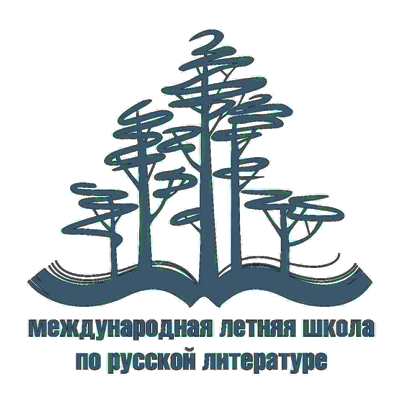 международная летняя школа
по русской литературе